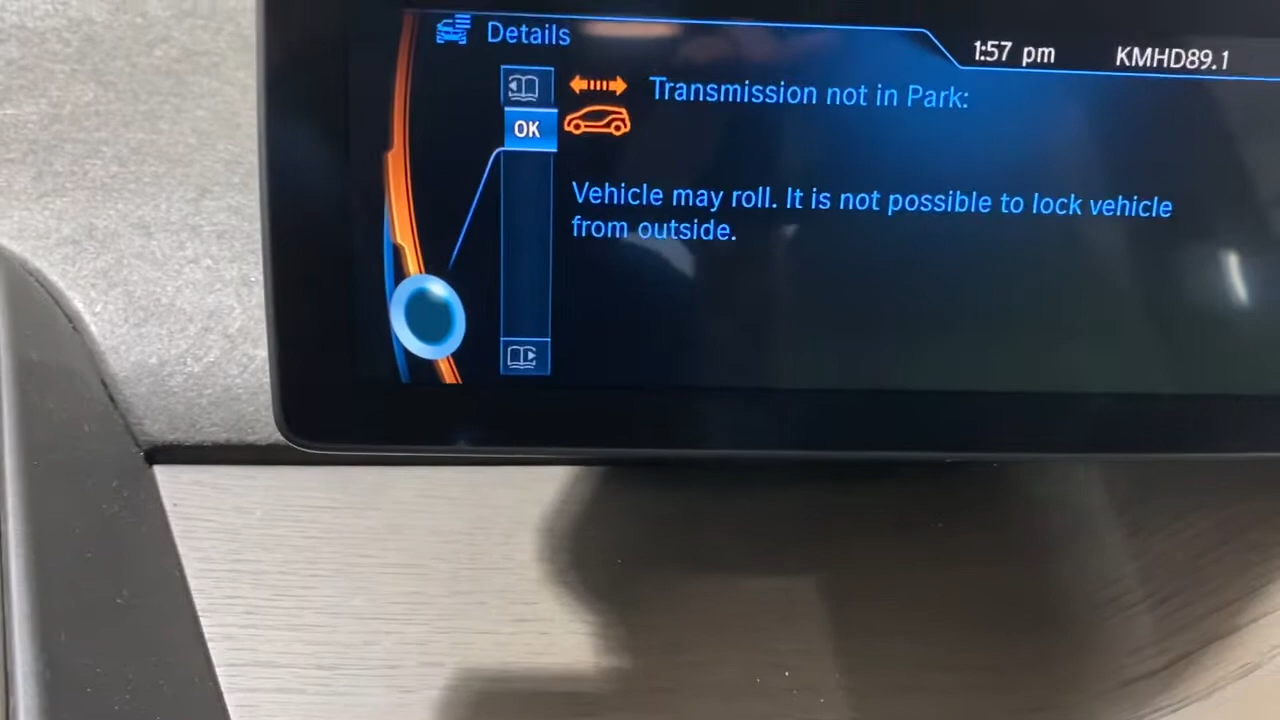 Details
1:57 pm
KMHD89.1
Transmission not in Park:
OK
Vehicle may roll. It is not possible to lock vehicle
from outside.